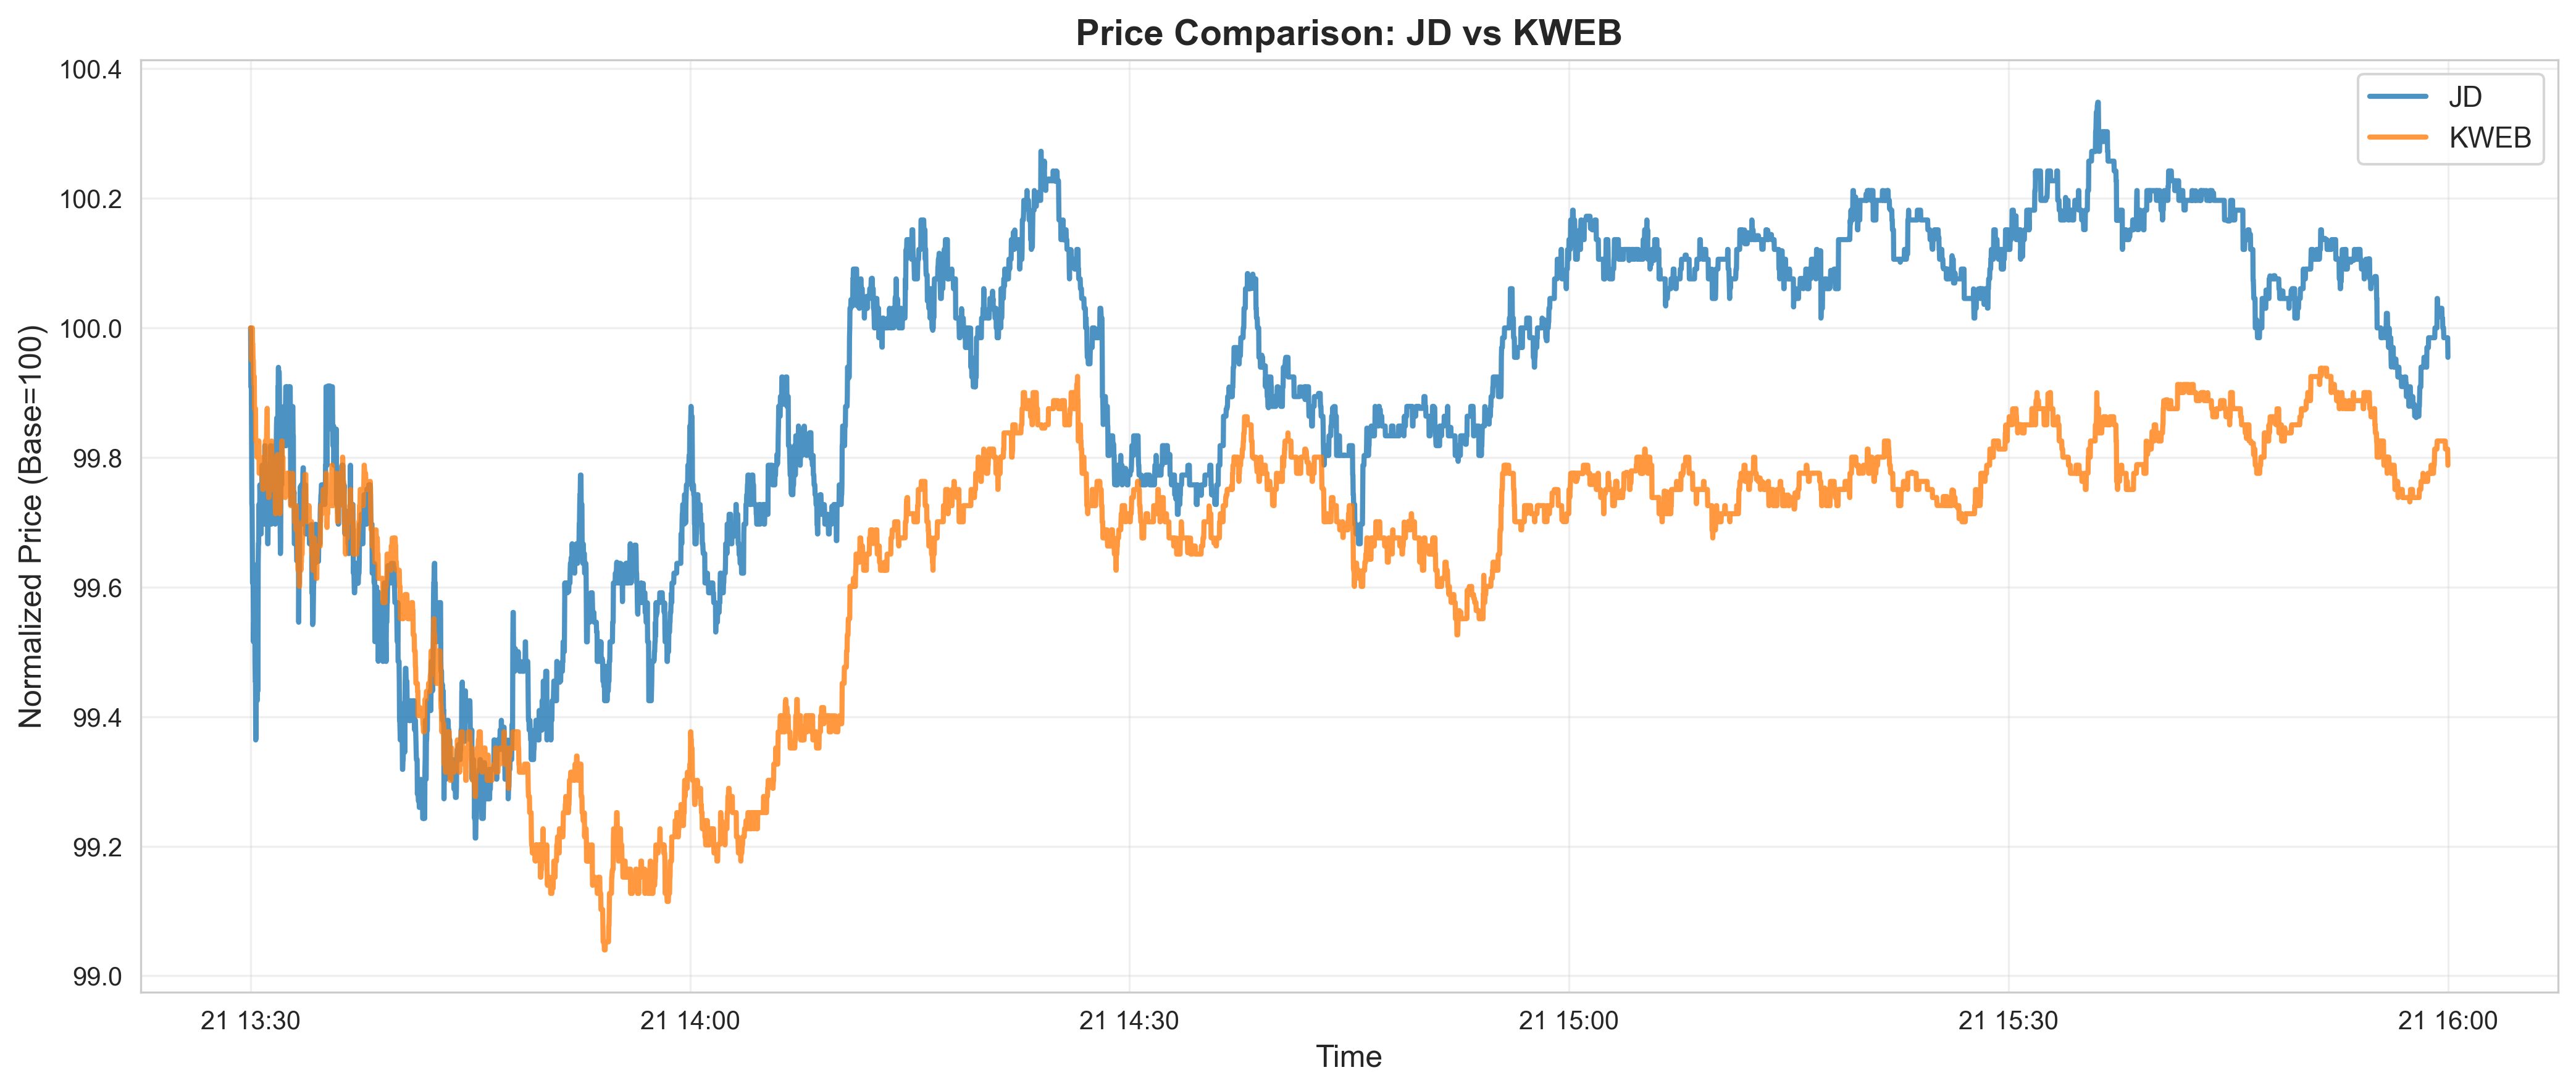 Price Comparison: JD vs KWEB
JD
KWEB
Normalized Price (Base=100)
100.4
100.2
100.0
99.8
99.6
99.4
99.2
99.0
21 13:30
21 14:00
21 14:30
21 15:00
21 15:30
21 16:00
Time